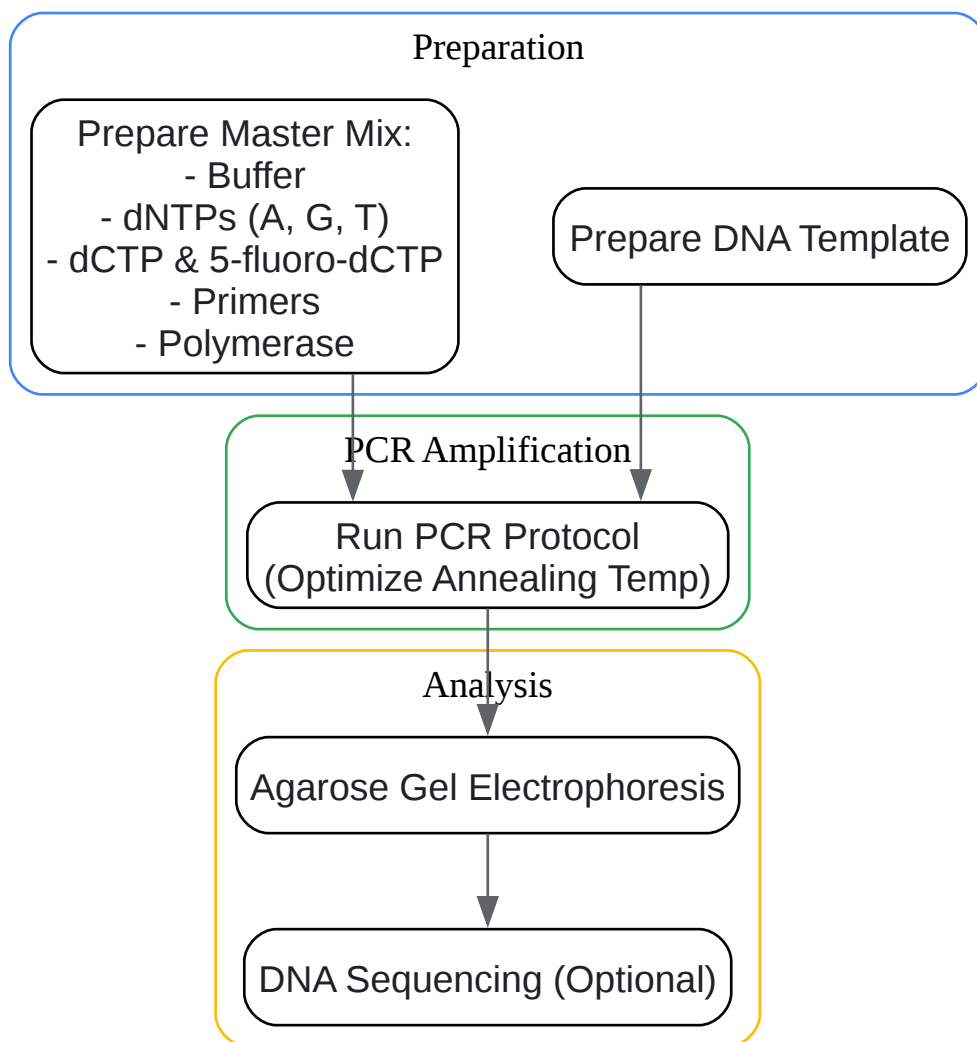 Preparation
Prepare Master Mix:
- Buffer
- dNTPs (A, G, T)
- dCTP & 5-fluoro-dCTP
- Primers
- Polymerase
Prepare DNA Template
PCR Amplification
Run PCR Protocol
(Optimize Annealing Temp)
Analysis
Agarose Gel Electrophoresis
DNA Sequencing (Optional)